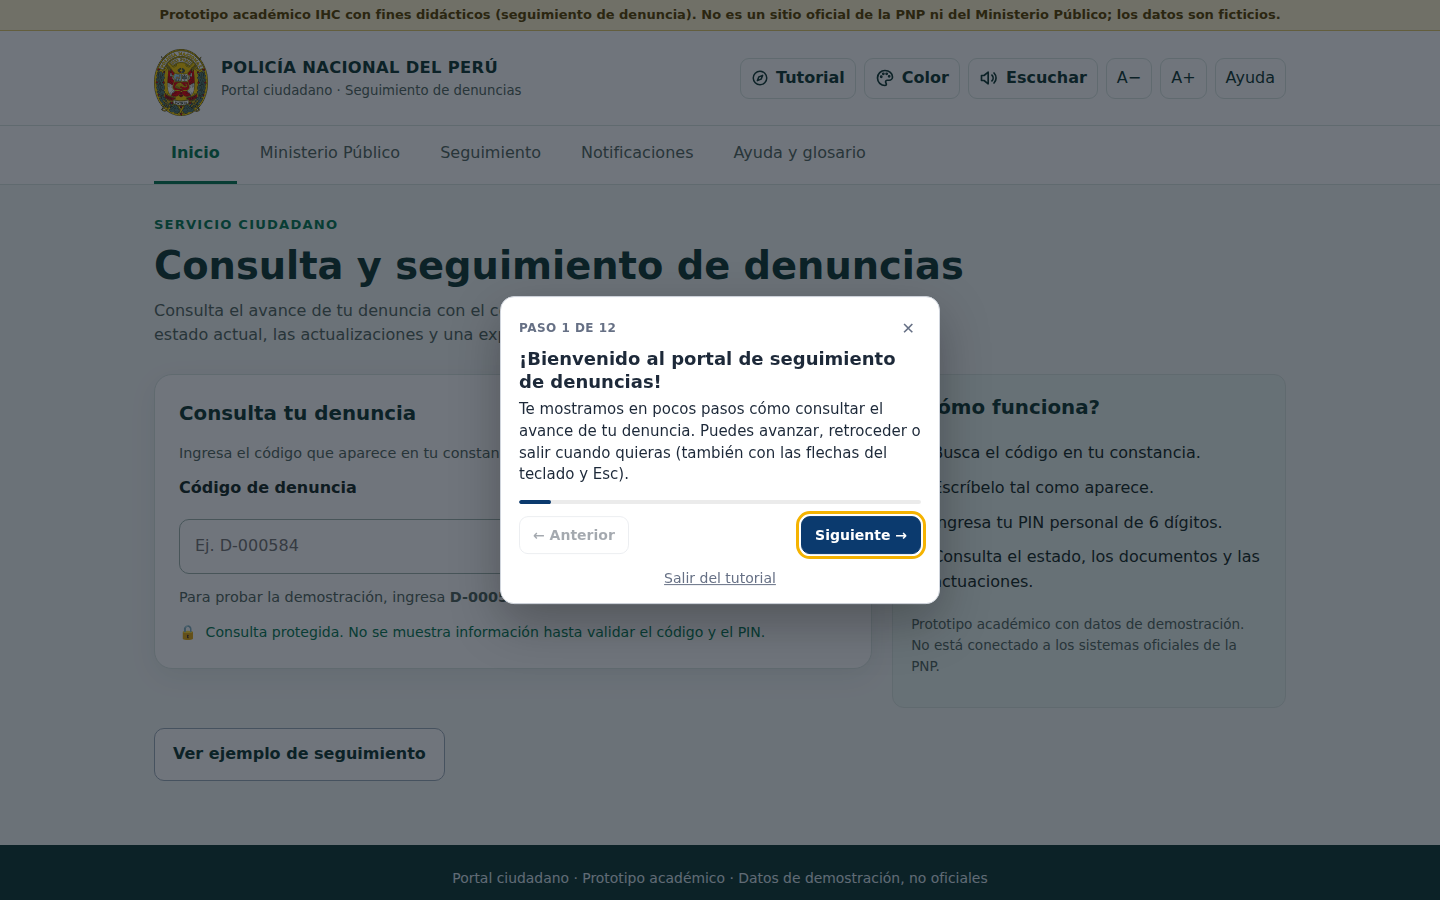 Prototipo académico IHC con fines didácticos (seguimiento de denuncia). No es un sitio oficial de la PNP ni del Ministerio Público; los datos son ficticios.
POLICÍA NACIONAL DEL PERÚ
Portal ciudadano · Seguimiento de denuncias
Tutorial
Color
Escuchar
A−
A+
Ayuda
Inicio
Ministerio Público
Seguimiento
Notificaciones
Ayuda y glosario
SERVICIO CIUDADANO
Consulta y seguimiento de denuncias
Consulta el avance de tu denuncia con el
estado actual, las actualizaciones y una
PASO 1 DE 12
×
¡Bienvenido al portal de seguimiento
de denuncias!
Te mostramos en pocos pasos cómo consultar el
avance de tu denuncia. Puedes avanzar, retroceder o
salir cuando quieras (también con las flechas del
teclado y Esc).
← Anterior
Siguiente →
Salir del tutorial
Consulta tu denuncia
Ingresa el código que aparece en tu
Código de denuncia
Ej. D-000584
Para probar la demostración, ingresa
🔒 Consulta protegida. No se muestra información hasta validar el código y el PIN.
funciona?
el código en tu constancia.
tal como aparece.
tu PIN personal de 6 dígitos.
el estado, los documentos y las
Prototipo académico con datos de demostración.
No está conectado a los sistemas oficiales de la
PNP.
Ver ejemplo de seguimiento
Portal ciudadano · Prototipo académico · Datos de demostración, no oficiales